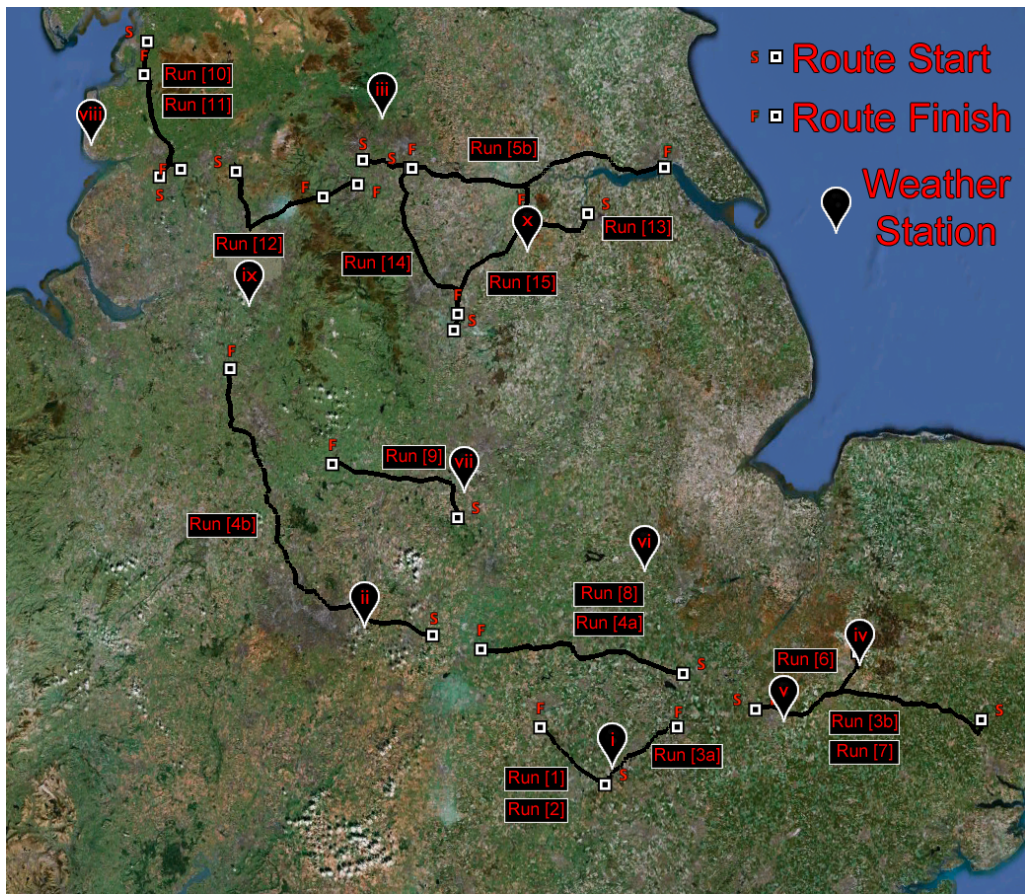 S
F
S Route Start
Run [10]
Run [11]
iii
viii
F Route Finish
Run [5b]
S
S
F
F
F
S
S
F
F
Weather
Station
F
x
S
Run [12]
Run [14]
Run [13]
Run [15]
ix
F
S
F
F
Run [9]
vii
S
Run [4b]
vi
ii
Run [8]
Run [4a]
S
F
iv
S
Run [6]
v
S
S
F
F
Run [3b]
Run [7]
i
Run [3a]
S
Run [1]
Run [2]